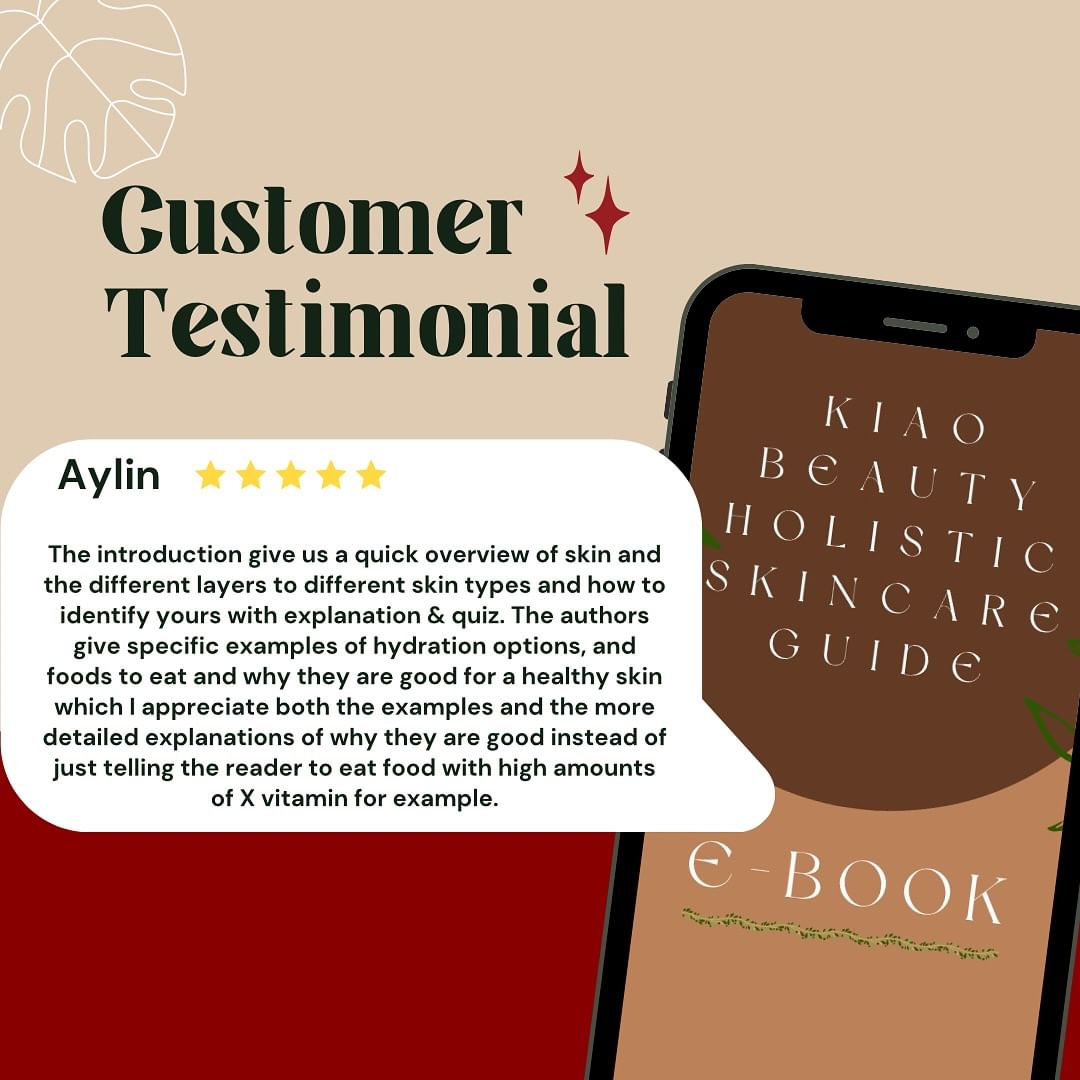 Customer
Testimonial
Aylin
The introduction give us a quick overview of skin and
the different layers to different skin types and how to
identify yours with explanation & quiz. The authors
give specific examples of hydration options, and
foods to eat and why they are good for a healthy skin
which I appreciate both the examples and the more
detailed explanations of why they are good instead of
just telling the reader to eat food with high amounts
of X vitamin for example.
KIAO
BEAUTY
HOLISTIC
SKINCARE
GUIDE
E-BOOK